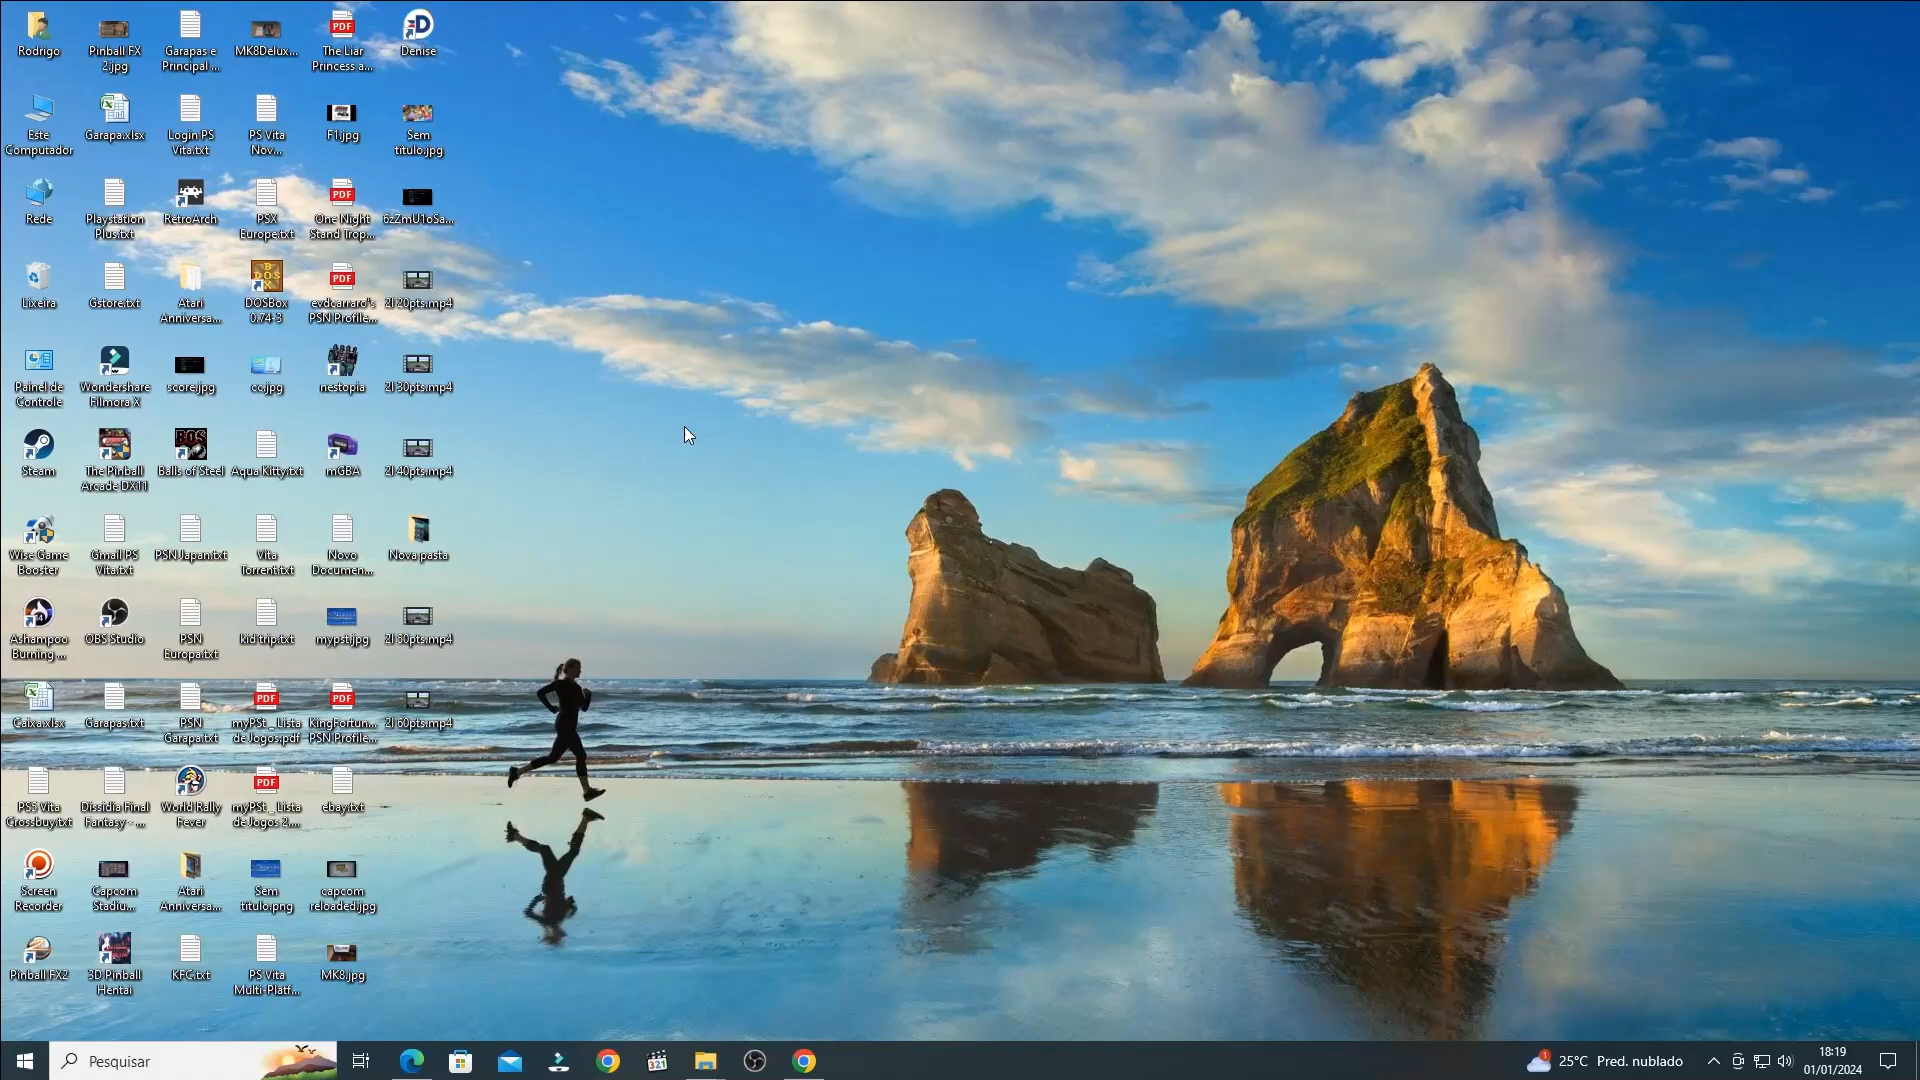 Rodrigo
Pinball FX
2.jpg
Garapas e
Principal ...
MK8Delux...
The Liar
Princess a...
Denise
Este
Computador
Garapa.xlsx
Login PS
Vita.txt
PS Vita
Nov...
F1.jpg
Sem
título.jpg
Rede
Playstation
Plus.txt
RetroArch
PSX
Europe.txt
One Night
Stand Trop...
6zZmU1oSa...
Lixeira
Gstore.txt
Atari
Anniversa...
DOSBox
0.74-3
evdcarraro's
PSN Profile...
2l 20pts.mp4
Painel de
Controle
Wondershare
Filmora X
score.jpg
cc.jpg
nestopia
2l 30pts.mp4
Steam
The Pinball
Arcade DX11
Balls of Steel
Aqua Kitty.txt
mGBA
2l 40pts.mp4
Wise Game
Booster
Gmail PS
Vita.txt
PSN Japan.txt
Vita
Torrent.txt
Novo
Documen...
Nova pasta
Ashampoo
Burning ...
OBS Studio
PSN
Europa.txt
kid trip.txt
mypst.jpg
2l 50pts.mp4
Caixa.xlsx
Garapas.txt
PSN
Garapa.txt
myPSt _ Lista
de Jogos.pdf
KingFortun...
PSN Profile...
2l 60pts.mp4
PS5 Vita
Crossbuy.txt
Dissidia Final
Fantasy - ...
World Rally
Fever
myPSt _ Lista
de Jogos 2....
ebay.txt
Screen
Recorder
Capcom
Stadiu...
Atari
Anniversa...
Sem
título.png
capcom
reloaded.jpg
Pinball FX2
3D Pinball
Hentai
KFC.txt
PS Vita
Multi-Platf...
MK8.jpg
Pesquisar
321
1
25°C Pred. nublado
18:19
01/01/2024